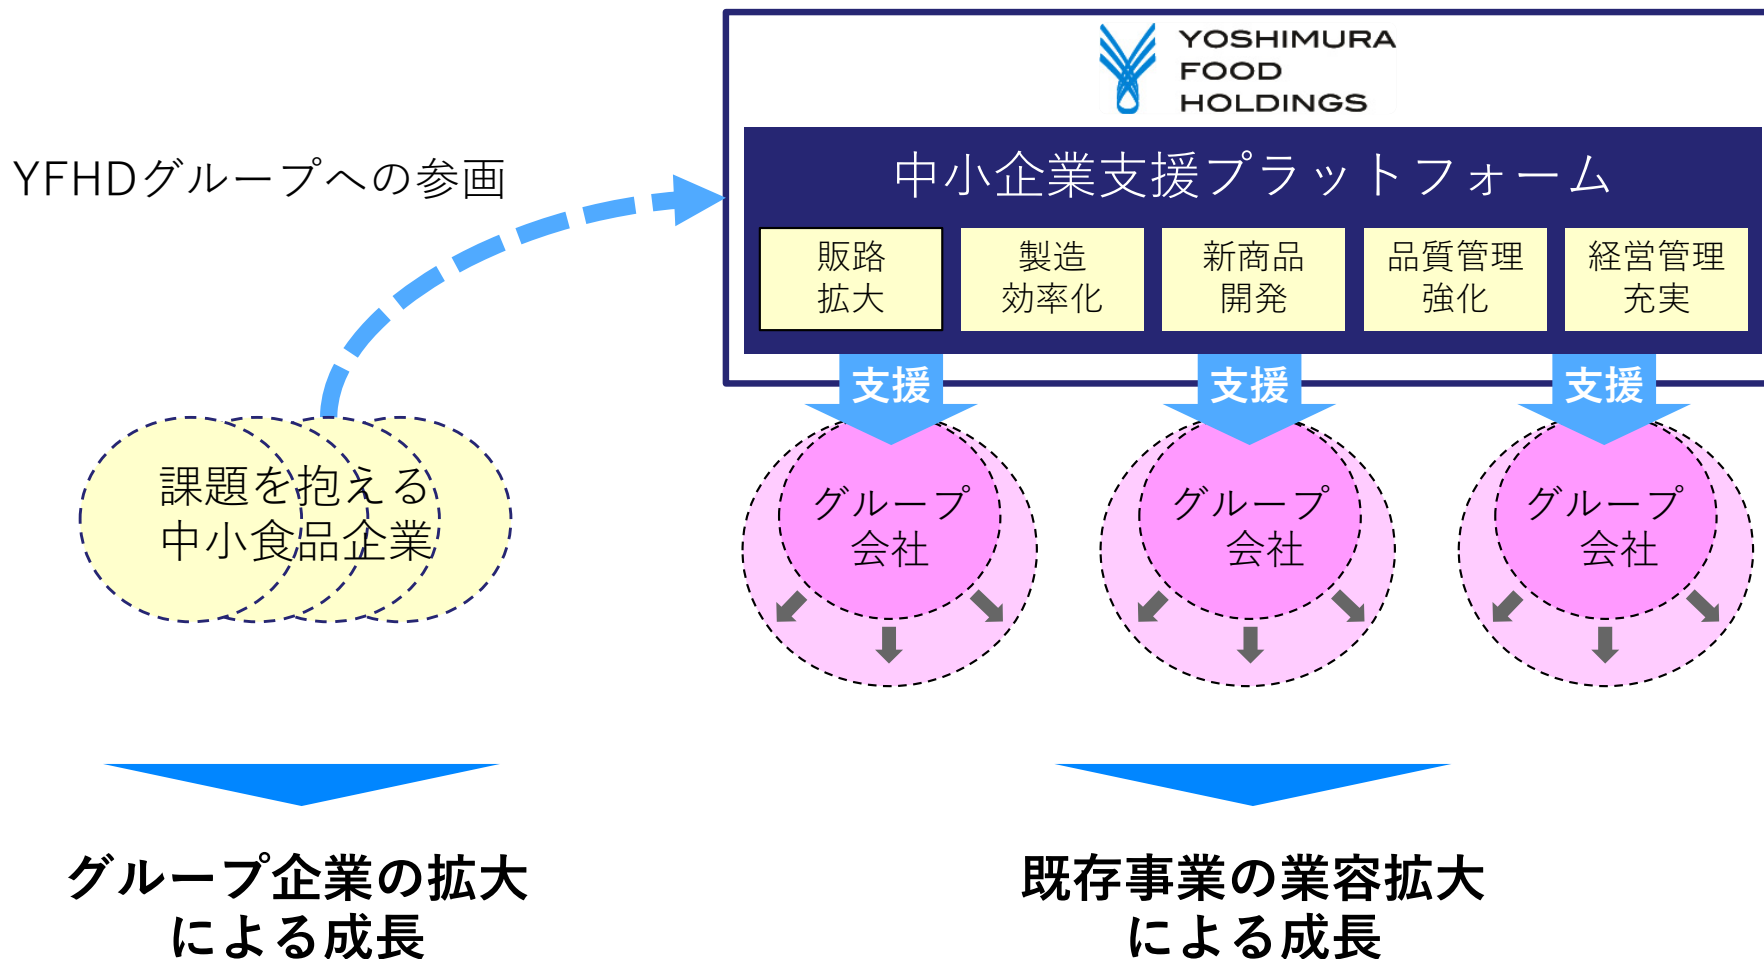 YOSHIMURA
FOOD
HOLDINGS
YFHDグループへの参画
中小企業支援プラットフォーム
販路
拡大
製造
効率化
新商品
開発
品質管理
強化
経営管理
充実
支援
支援
支援
課題を抱える
中小食品企業
グループ
会社
グループ
会社
グループ
会社
グループ企業の拡大
による成長
既存事業の業容拡大
による成長